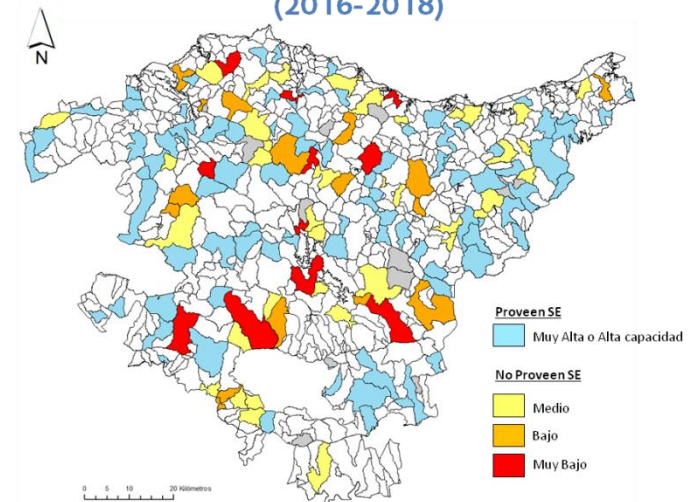 (2016-2018)
N
Proveen SE
Muy Alta o Alta capacidad
No Proveen SE
Medio
Bajo
Muy Bajo
0 5 10 20 Kilómetros